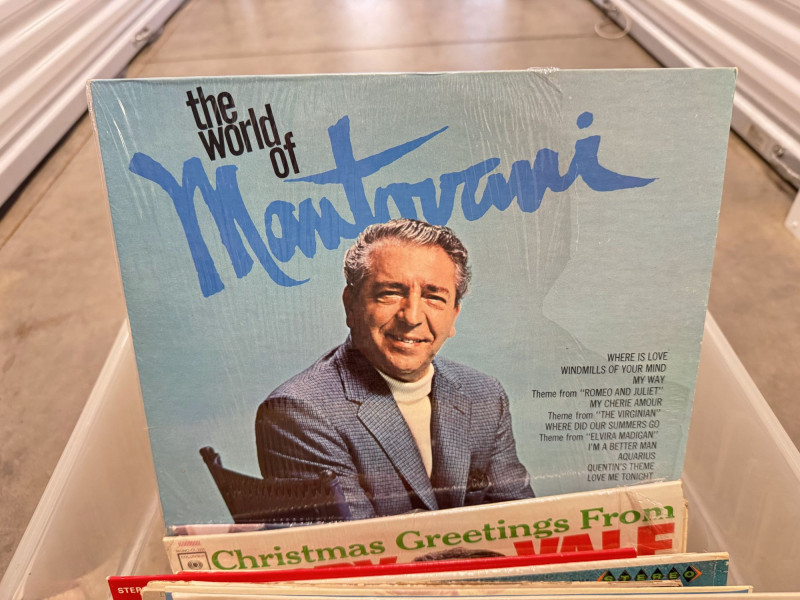 the
world
of
Mantovani
WHERE IS LOVE
WINDMILLS OF YOUR MIND
MY WAY
Theme from "ROMEO AND JULIET"
MY CHERIE AMOUR
Theme from "THE VIRGINIAN"
WHERE DID OUR SUMMERS GO
Theme from "ELVIRA MADIGAN"
I'M A BETTER MAN
AQUARIUS
QUENTIN'S THEME
LOVE ME TONIGHT
Christmas Greetings From
VALE
STEREO